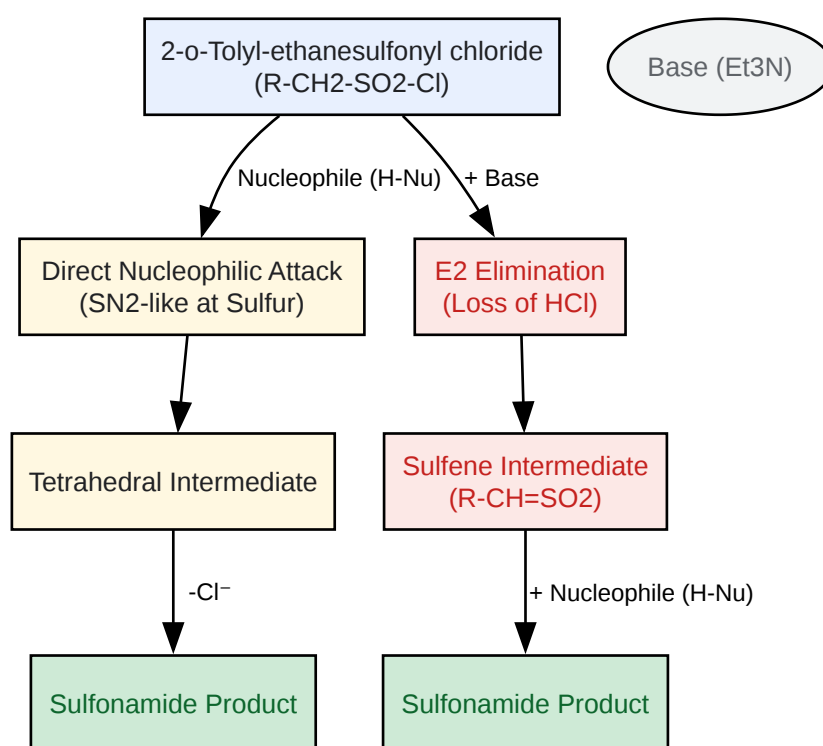 2-o-Tolyl-ethanesulfonyl chloride
(R-CH2-SO2-Cl)
Base (Et3N)
Nucleophile (H-Nu)
+ Base
Direct Nucleophilic Attack
(SN2-like at Sulfur)
E2 Elimination
(Loss of HCl)
Tetrahedral Intermediate
Sulfene Intermediate
(R-CH=SO2)
-Cl⁻
+ Nucleophile (H-Nu)
Sulfonamide Product
Sulfonamide Product